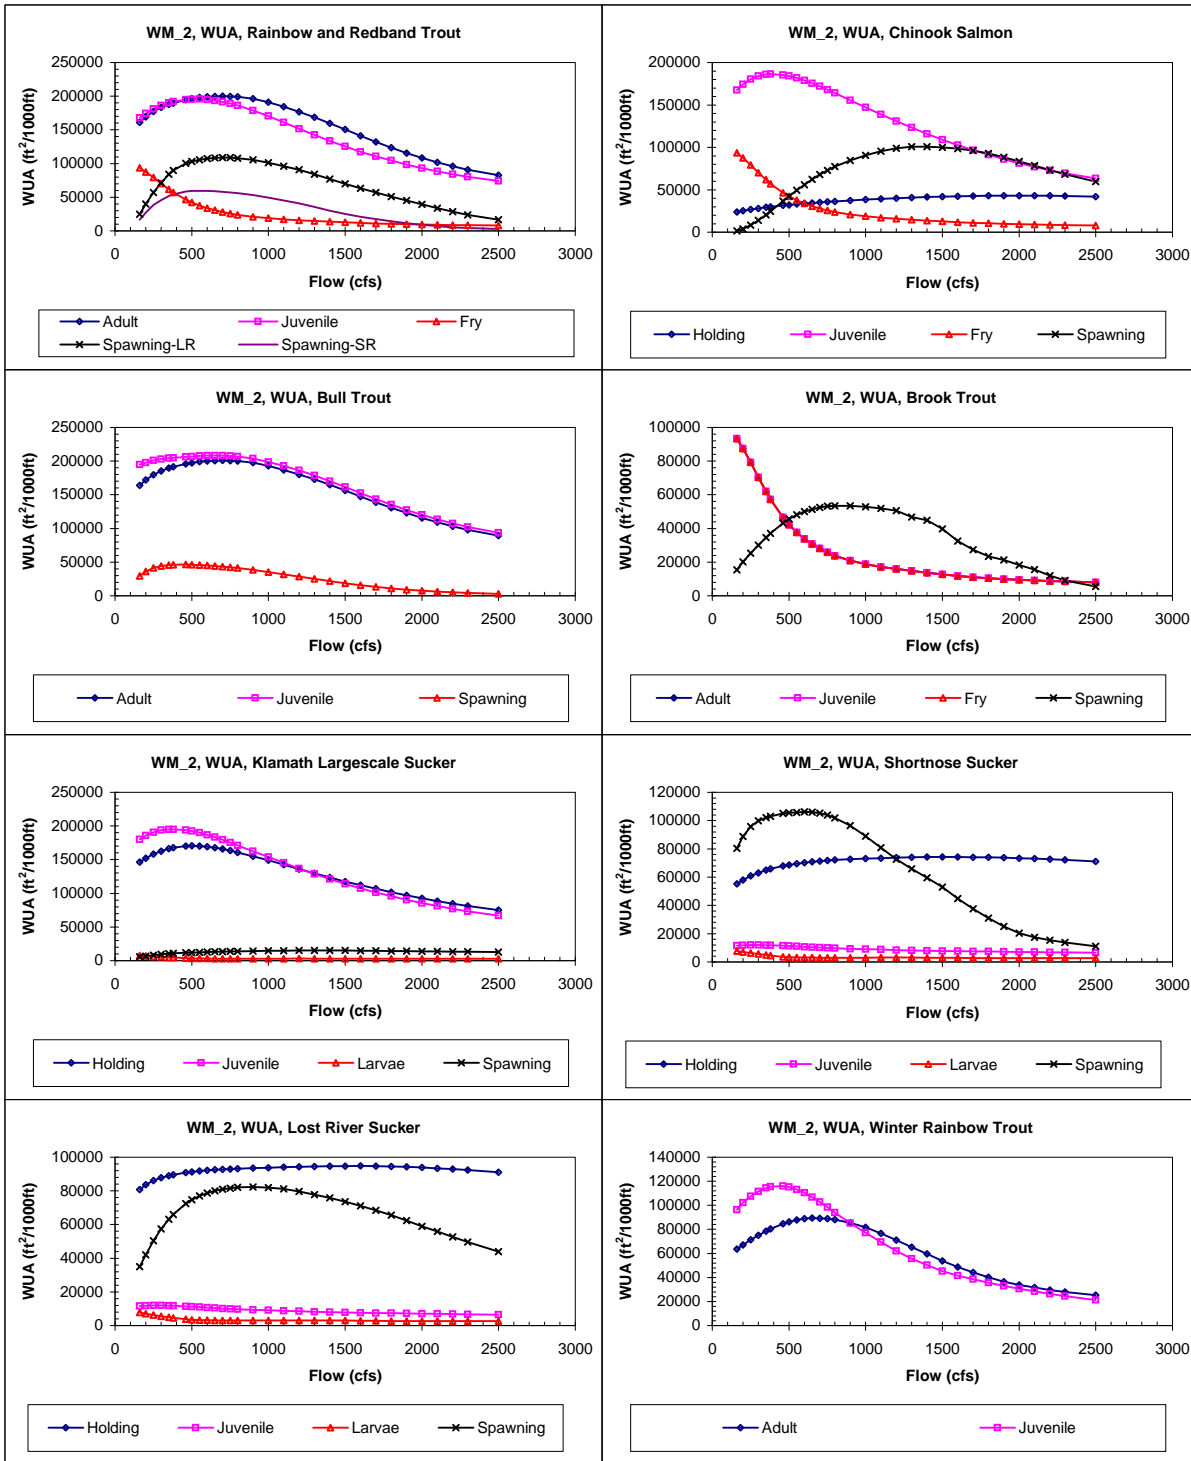 WM_2, WUA, Rainbow and Redband Trout
WUA (ft²/1000ft)
250000
200000
150000
100000
50000
0
0 500 1000 1500 2000 2500 3000
Flow (cfs)
Adult Juvenile Fry
Spawning-LR Spawning-SR
WM_2, WUA, Chinook Salmon
WUA (ft²/1000ft)
200000
150000
100000
50000
0
0 500 1000 1500 2000 2500 3000
Flow (cfs)
Holding Juvenile Fry Spawning
WM_2, WUA, Bull Trout
WUA (ft²/1000ft)
250000
200000
150000
100000
50000
0
0 500 1000 1500 2000 2500 3000
Flow (cfs)
Adult Juvenile Spawning
WM_2, WUA, Brook Trout
WUA (ft²/1000ft)
100000
80000
60000
40000
20000
0
0 500 1000 1500 2000 2500 3000
Flow (cfs)
Adult Juvenile Fry Spawning
WM_2, WUA, Klamath Largescale Sucker
WUA (ft²/1000ft)
250000
200000
150000
100000
50000
0
0 500 1000 1500 2000 2500 3000
Flow (cfs)
Holding Juvenile Larvae Spawning
WM_2, WUA, Shortnose Sucker
WUA (ft²/1000ft)
120000
100000
80000
60000
40000
20000
0
0 500 1000 1500 2000 2500 3000
Flow (cfs)
Holding Juvenile Larvae Spawning
WM_2, WUA, Lost River Sucker
WUA (ft²/1000ft)
100000
80000
60000
40000
20000
0
0 500 1000 1500 2000 2500 3000
Flow (cfs)
Holding Juvenile Larvae Spawning
WM_2, WUA, Winter Rainbow Trout
WUA (ft²/1000ft)
140000
120000
100000
80000
60000
40000
20000
0
0 500 1000 1500 2000 2500 3000
Flow (cfs)
Adult Juvenile